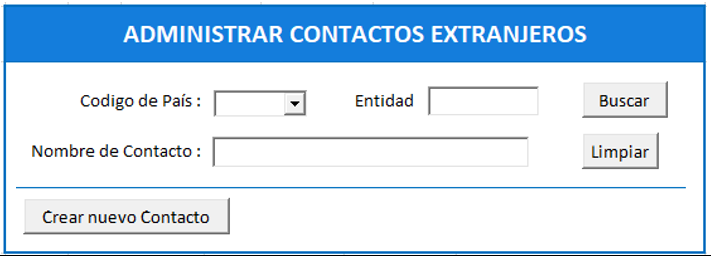 ADMINISTRAR CONTACTOS EXTRANJEROS
Codigo de País : Entidad Buscar
Nombre de Contacto : Limpiar
Crear nuevo Contacto